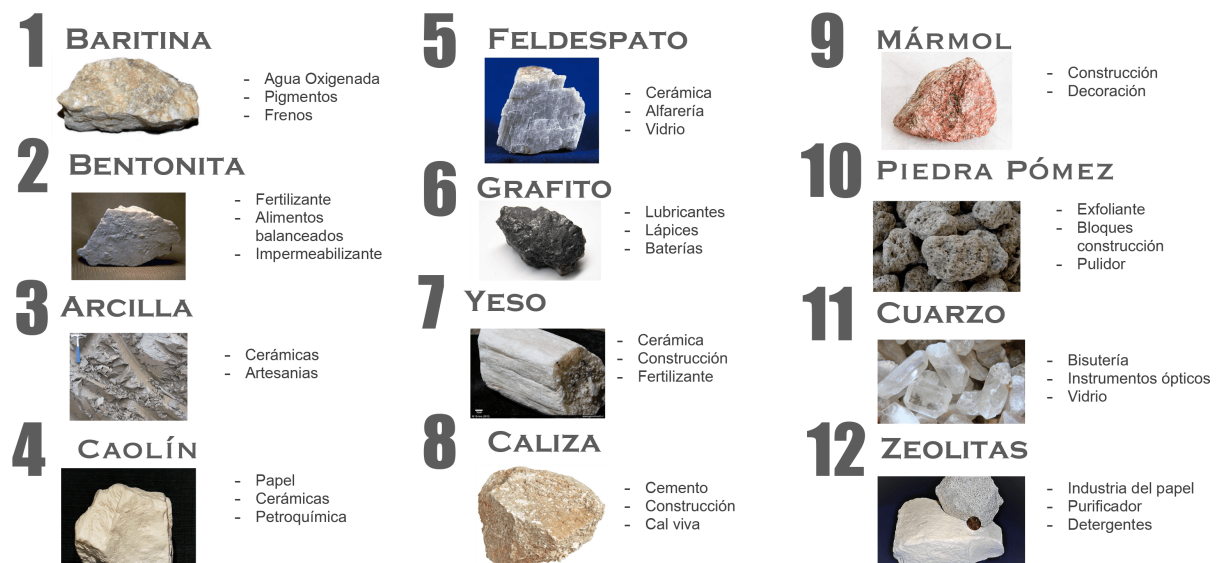 1 BARITINA
- Agua Oxigenada
- Pigmentos
- Frenos
2 BENTONITA
- Fertilizante
- Alimentos
balanceados
- Impermeabilizante
3 ARCILLA
- Cerámicas
- Artesanias
4 CAOLÍN
- Papel
- Cerámicas
- Petroquímica
5 FELDESPATO
- Cerámica
- Alfarería
- Vidrio
6 GRAFITO
- Lubricantes
- Lápices
- Baterías
7 YESO
- Cerámica
- Construcción
- Fertilizante
8 CALIZA
- Cemento
- Construcción
- Cal viva
9 MÁRMOL
- Construcción
- Decoración
10 PIEDRA PÓMEZ
- Exfoliante
- Bloques
construcción
- Pulidor
11 CUARZO
- Bisutería
- Instrumentos ópticos
- Vidrio
12 ZEOLITAS
- Industria del papel
- Purificador
- Detergentes